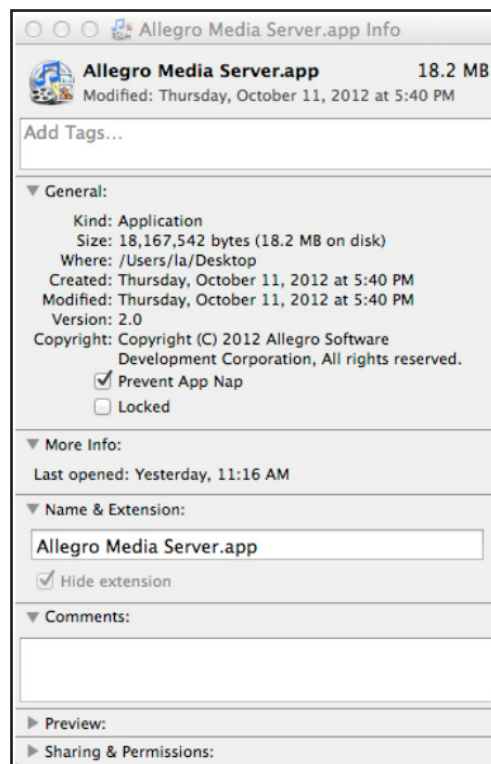 Allegro Media Server.app Info
Allegro Media Server.app 18.2 MB
Modified: Thursday, October 11, 2012 at 5:40 PM
Add Tags...
General:
Kind: Application
Size: 18,167,542 bytes (18.2 MB on disk)
Where: /Users/la/Desktop
Created: Thursday, October 11, 2012 at 5:40 PM
Modified: Thursday, October 11, 2012 at 5:40 PM
Version: 2.0
Copyright: Copyright (C) 2012 Allegro Software
Development Corporation, All rights reserved.
Prevent App Nap
Locked
More Info:
Last opened: Yesterday, 11:16 AM
Name & Extension:
Allegro Media Server.app
Hide extension
Comments:
Preview:
Sharing & Permissions: